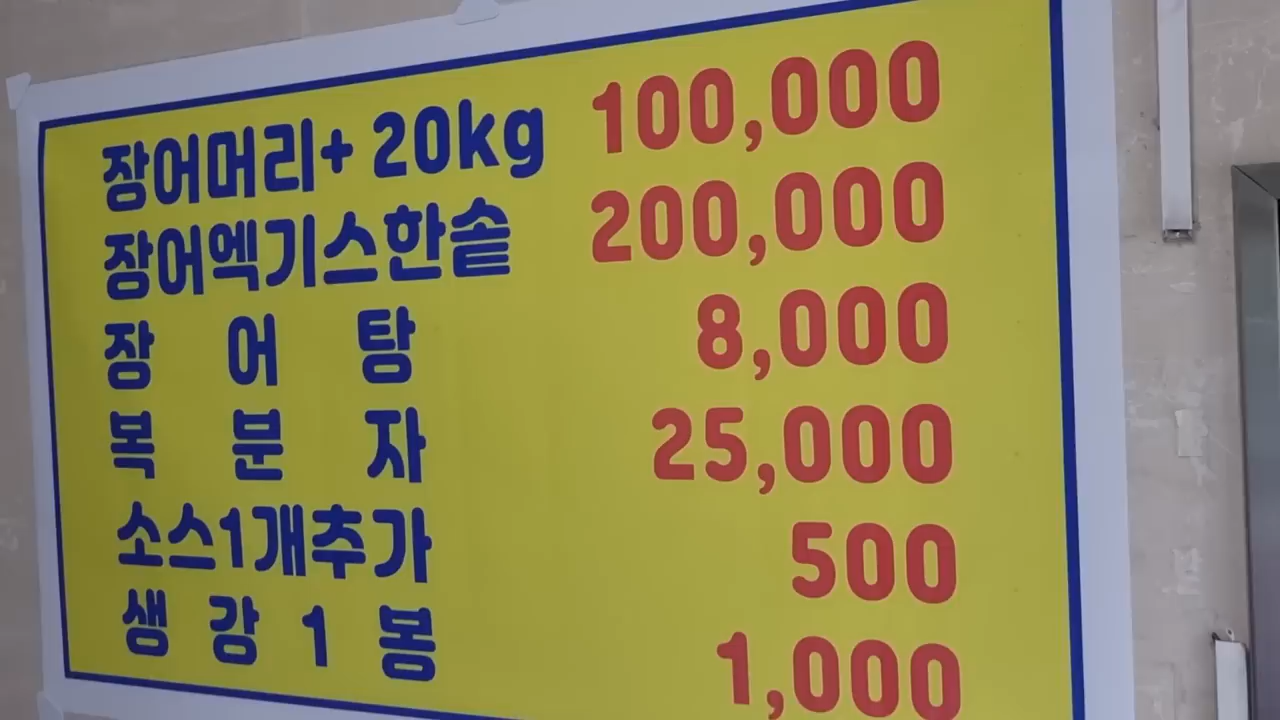 장어머리+ 20kg 100,000
장어엑기스한솥 200,000
장어탕 8,000
복분자 25,000
소스1개추가 500
생강1봉 1,000